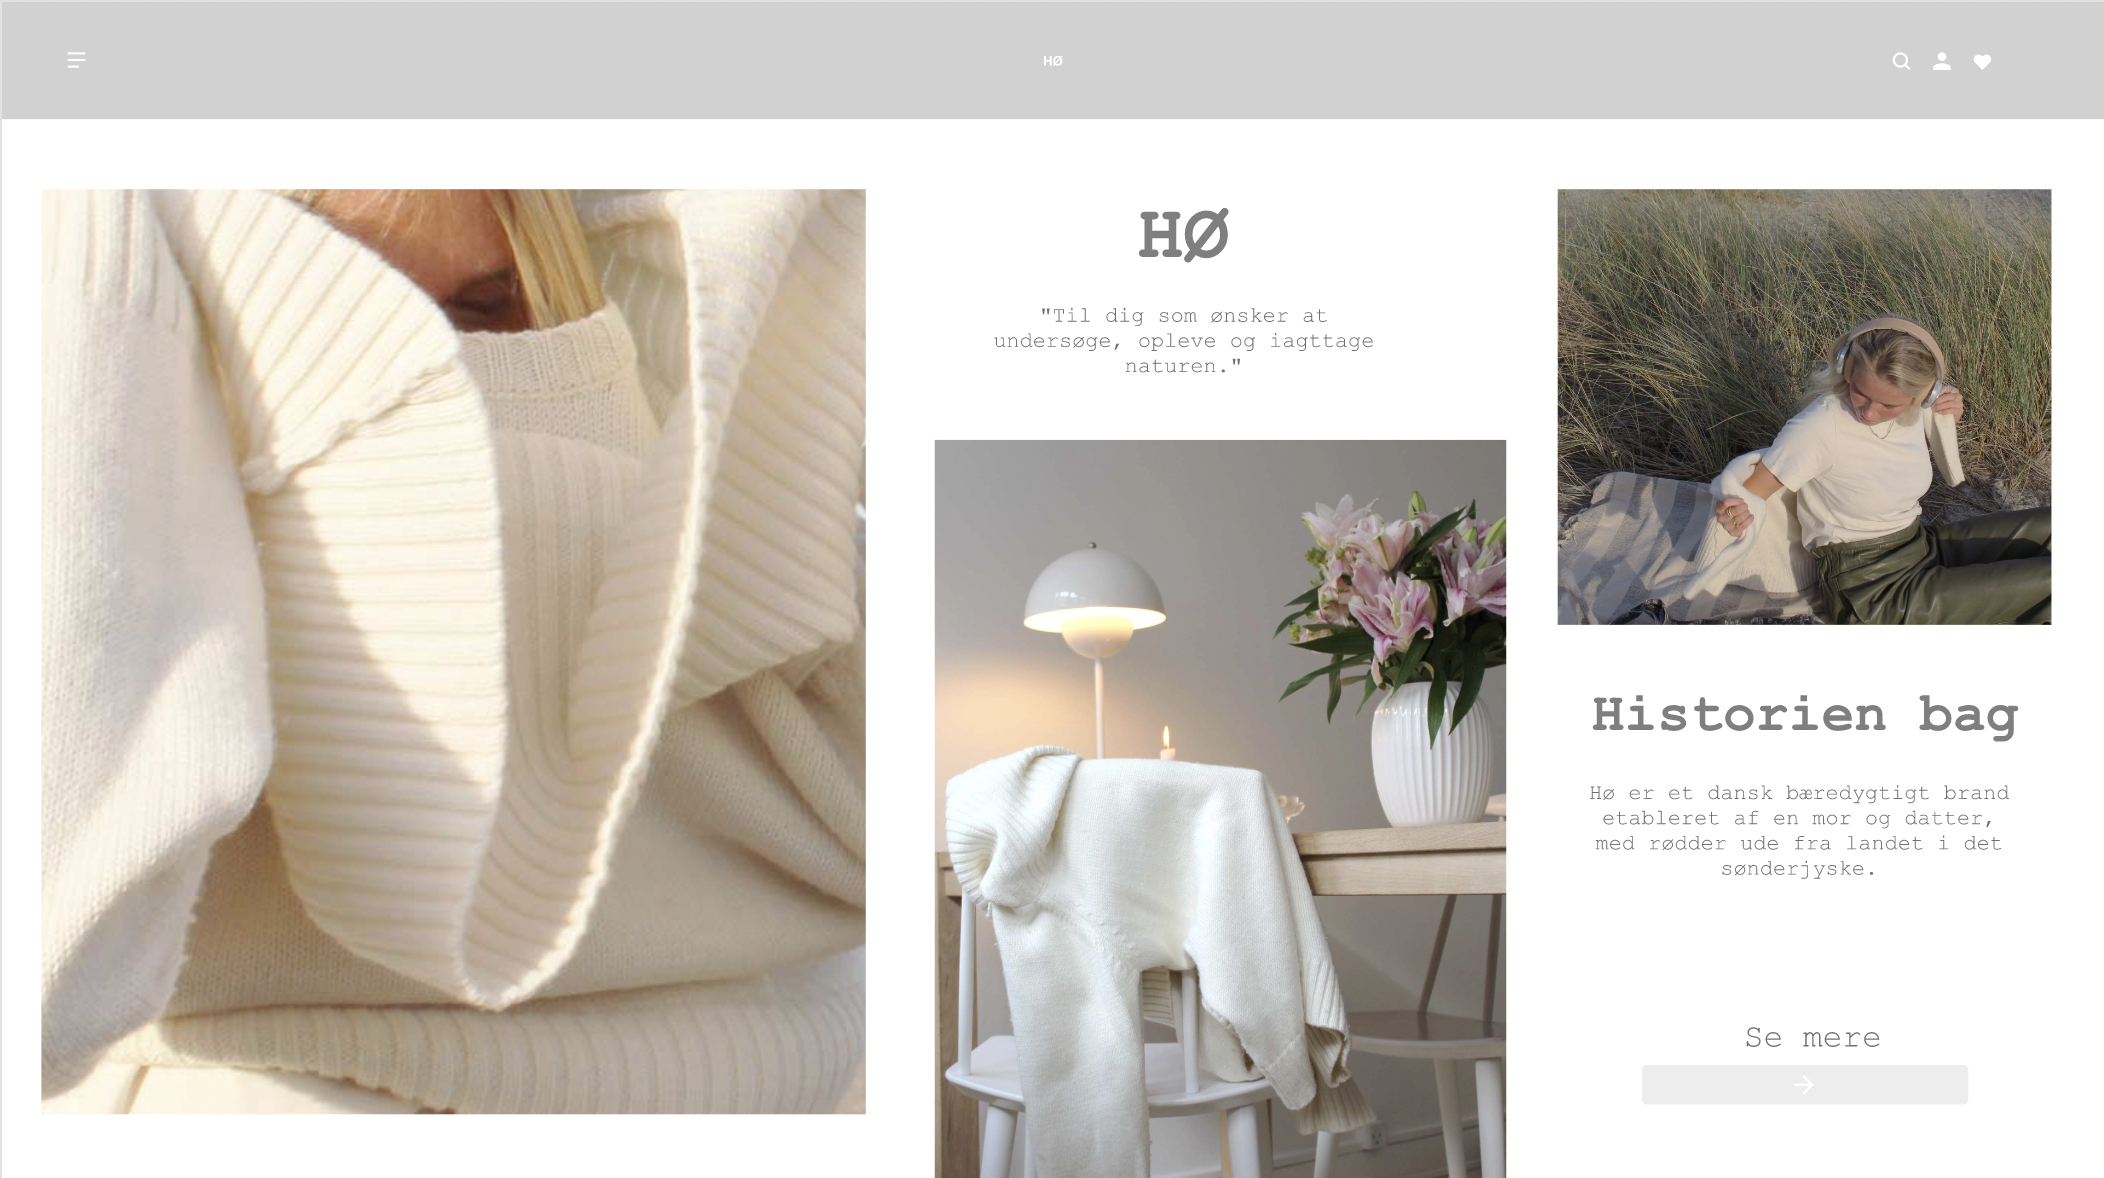 HØ
HØ
"Til dig som ønsker at
undersøge, opleve og iagttage
naturen."
Historien bag
Hø er et dansk bæredygtigt brand
etableret af en mor og datter,
med rødder ude fra landet i det
sønderjyske.
Se mere